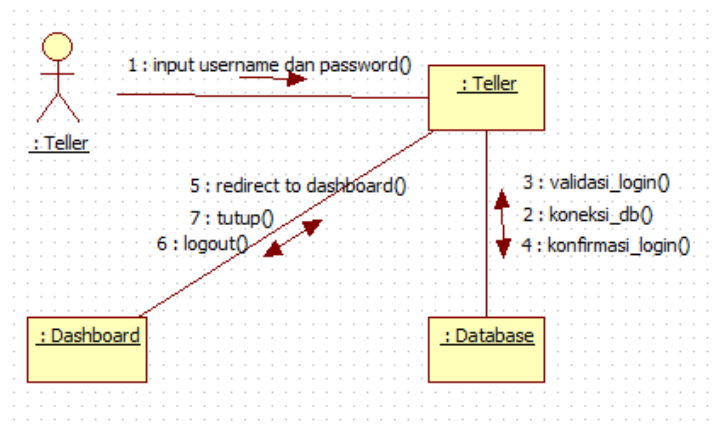 1 : input username dan password()
: Teller
: Teller
5 : redirect to dashboard()
7 : tutup()
6 : logout()
3 : validasi_login()
2 : koneksi_db()
4 : konfirmasi_login()
: Dashboard
: Database